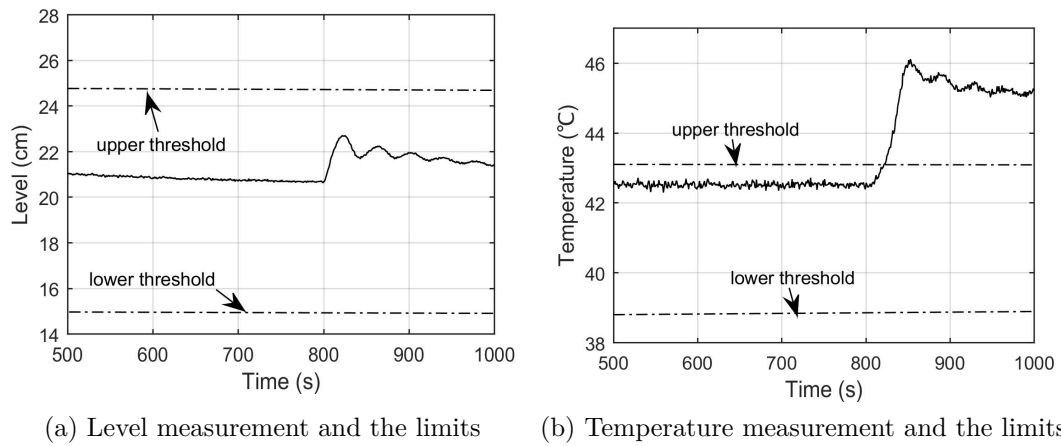 28
26
24
22
20
18
16
14
Level (cm)
upper threshold
lower threshold
500 600 700 800 900 1000
Time (s)
46
44
42
40
38
Temperature (℃)
upper threshold
lower threshold
500 600 700 800 900 1000
Time (s)
(a) Level measurement and the limits
(b) Temperature measurement and the limits